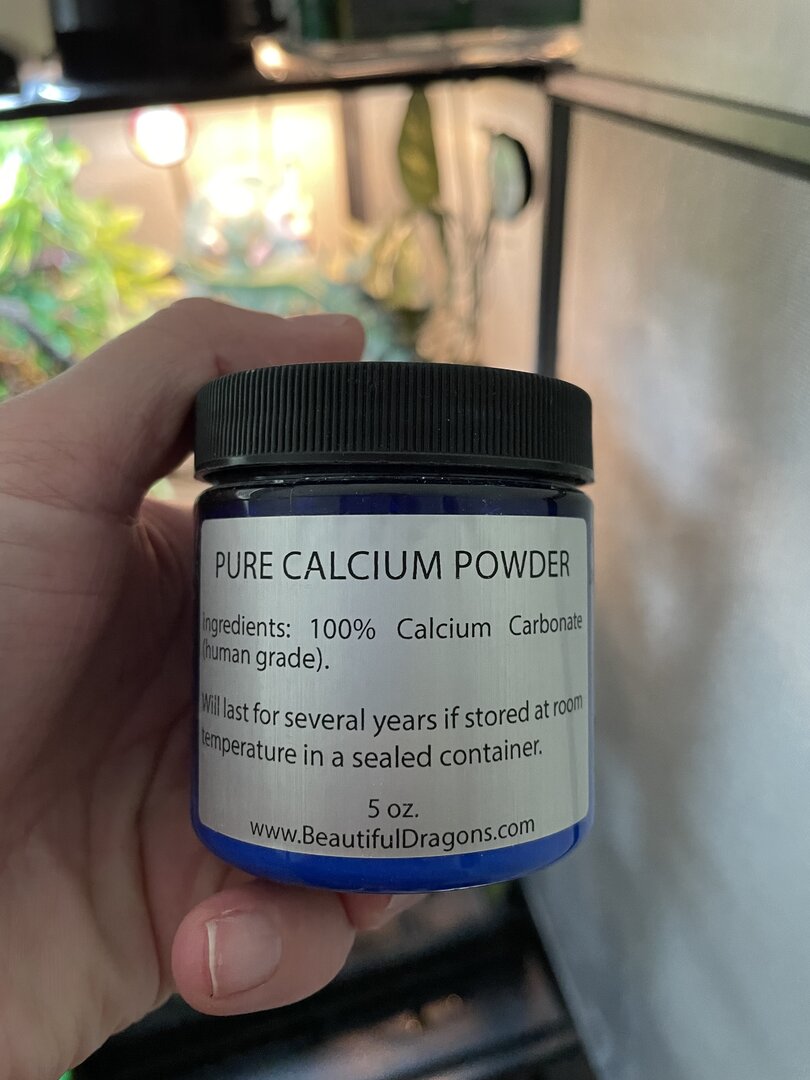 PURE CALCIUM POWDER
Ingredients: 100% Calcium Carbonate
(human grade).
Will last for several years if stored at room
temperature in a sealed container.
5 oz.
www.BeautifulDragons.com